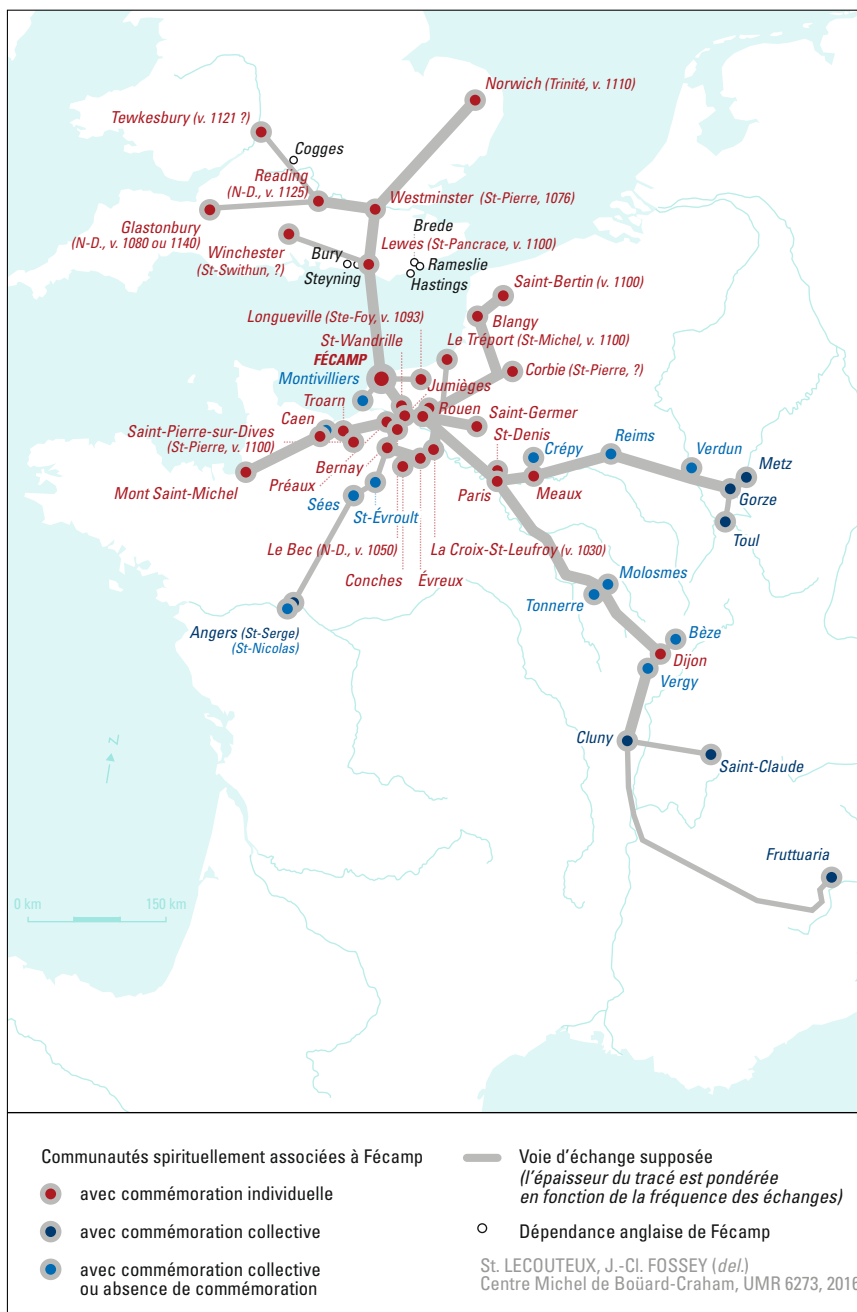 Norwich (Trinité, v. 1110)
Tewkesbury (v. 1121 ?)
Cogges
Reading
(N-D., v. 1125)
Westminster (St-Pierre, 1076)
Glastonbury
(N-D., v. 1080 ou 1140)
Winchester
(St-Swithun, ?)
Brede
Lewes (St-Pancrace, v. 1100)
Bury
Steyning
Rameslie
Hastings
Saint-Bertin (v. 1100)
Longueville (Ste-Foy, v. 1093)
Blangy
St-Wandrille
Le Tréport (St-Michel, v. 1100)
FÉCAMP
Corbie (St-Pierre, ?)
Montivilliers
Jumièges
Troarn
Rouen
Caen
Saint-Germer
Saint-Pierre-sur-Dives
(St-Pierre, v. 1100)
St-Denis
Crépy
Reims
Verdun
Bernay
Metz
Mont Saint-Michel
Préaux
Paris
Meaux
Gorze
Sées
St-Évroult
Toul
Le Bec (N-D., v. 1050)
La Croix-St-Leufroy (v. 1030)
Conches
Évreux
Molosmes
Tonnerre
Angers (St-Serge)
(St-Nicolas)
Bèze
Dijon
Vergy
Cluny
Saint-Claude
N
Fruttuaria
0 km
150 km
Communautés spirituellement associées à Fécamp
avec commémoration individuelle
avec commémoration collective
avec commémoration collective
ou absence de commémoration
Voie d'échange supposée
(l'épaisseur du tracé est pondérée
en fonction de la fréquence des échanges)
Dépendance anglaise de Fécamp
St. LECOUTEUX, J.-Cl. FOSSEY (del.)
Centre Michel de Boüard-Craham, UMR 6273, 2016